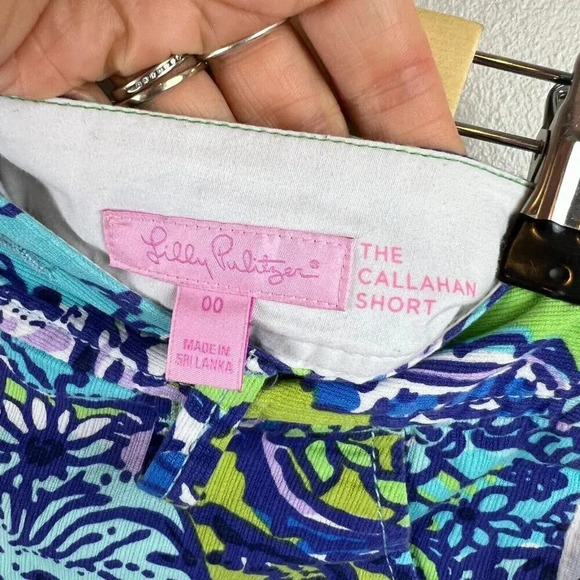 Lilly Pulitzer®
THE
CALLAHAN
SHORT
00
MADE IN
SRI LANKA